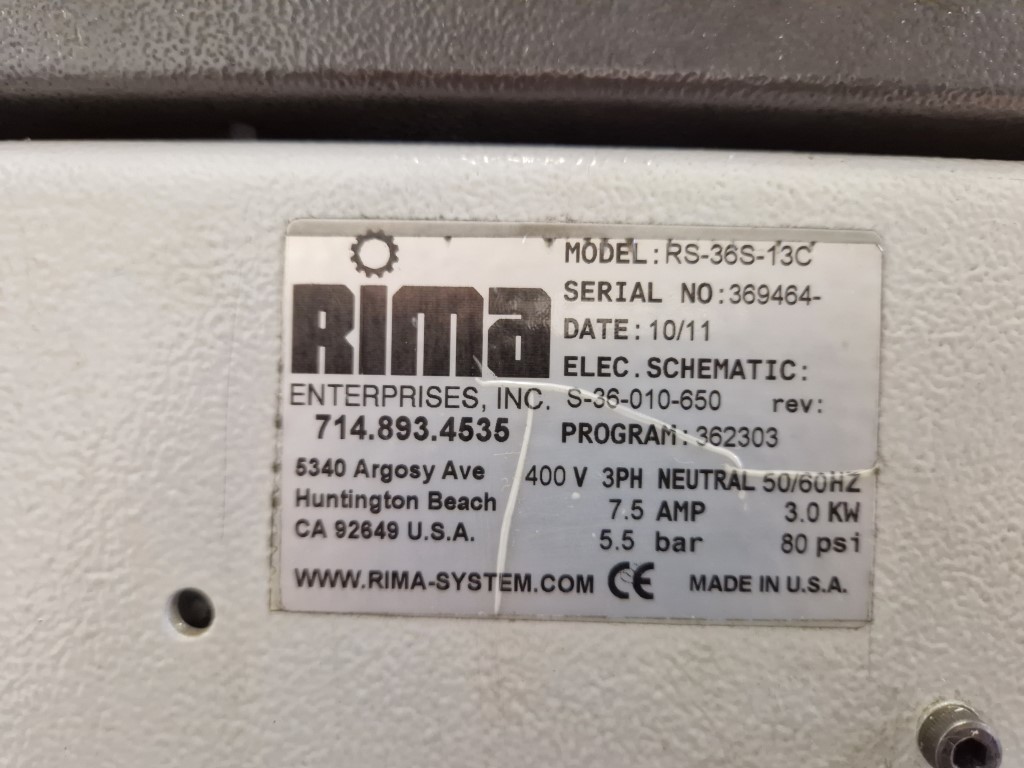 RIMA
ENTERPRISES, INC.
714.893.4535
5340 Argosy Ave
Huntington Beach
CA 92649 U.S.A.
WWW.RIMA-SYSTEM.COM
MODEL: RS-36S-13C
SERIAL NO: 369464-
DATE: 10/11
ELEC. SCHEMATIC:
S-36-010-650 rev:
PROGRAM: 362303
400 V 3PH NEUTRAL 50/60HZ
7.5 AMP 3.0 KW
5.5 bar 80 psi
CE MADE IN U.S.A.